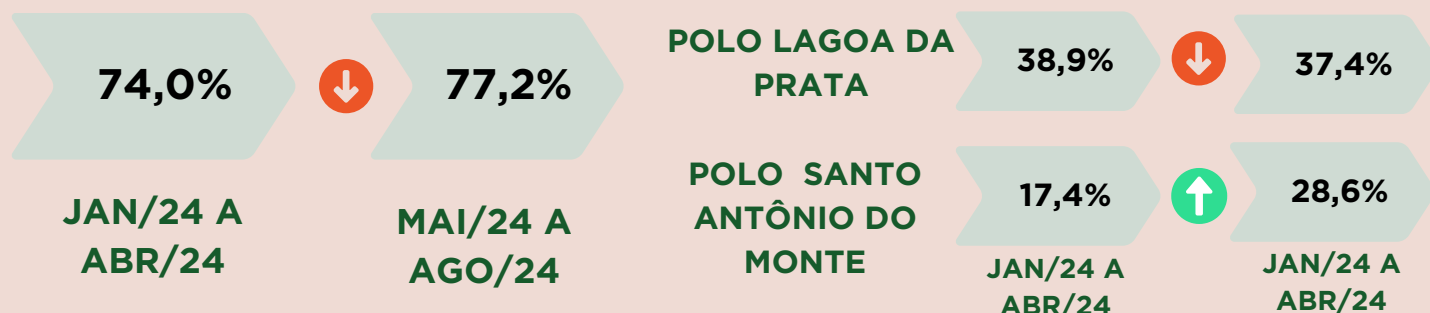 74,0%
77,2%
JAN/24 A
ABR/24
MAI/24 A
AGO/24
POLO LAGOA DA
PRATA
38,9%
37,4%
POLO SANTO
ANTÔNIO DO
MONTE
17,4%
28,6%
JAN/24 A
ABR/24
JAN/24 A
ABR/24